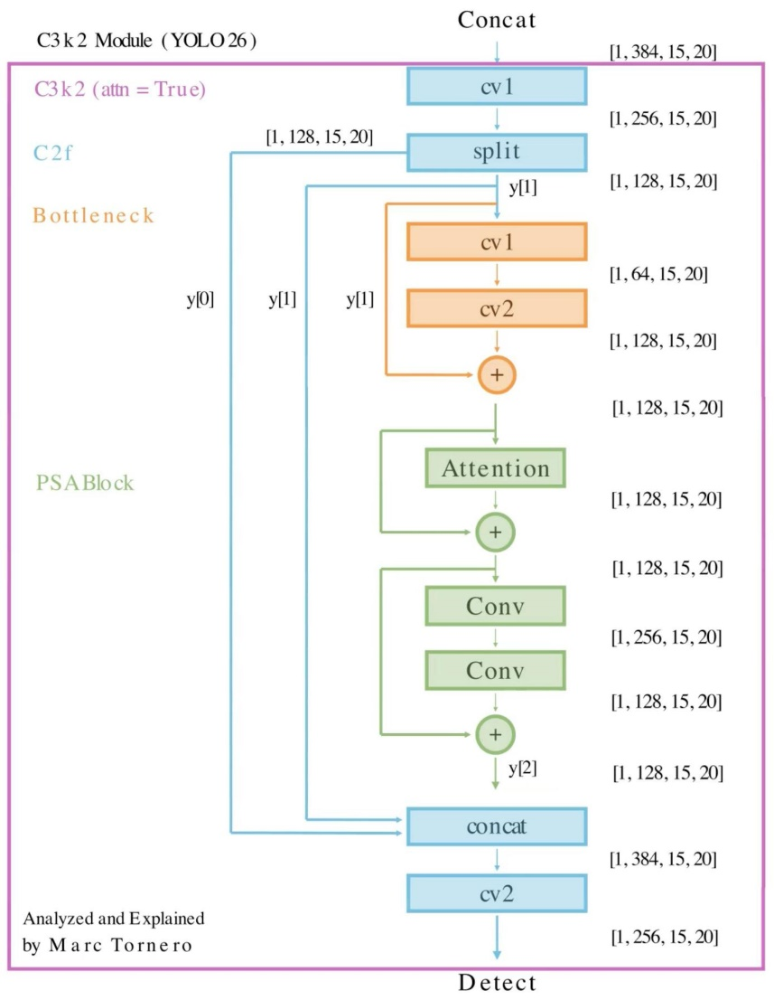 Concat
C3k2 Module (YOLO26)
[1, 384, 15, 20]
C3k2 (attn = True)
cv1
[1, 256, 15, 20]
[1, 128, 15, 20]
C2f
split
y[1]
[1, 128, 15, 20]
Bottleneck
cv1
[1, 64, 15, 20]
y[0]
y[1]
y[1]
cv2
[1, 128, 15, 20]
+
[1, 128, 15, 20]
PSABlock
Attention
[1, 128, 15, 20]
+
[1, 128, 15, 20]
Conv
[1, 256, 15, 20]
Conv
[1, 128, 15, 20]
+
y[2]
[1, 128, 15, 20]
concat
[1, 384, 15, 20]
cv2
Analyzed and Explained
by Marc Tornero
[1, 256, 15, 20]
Detect